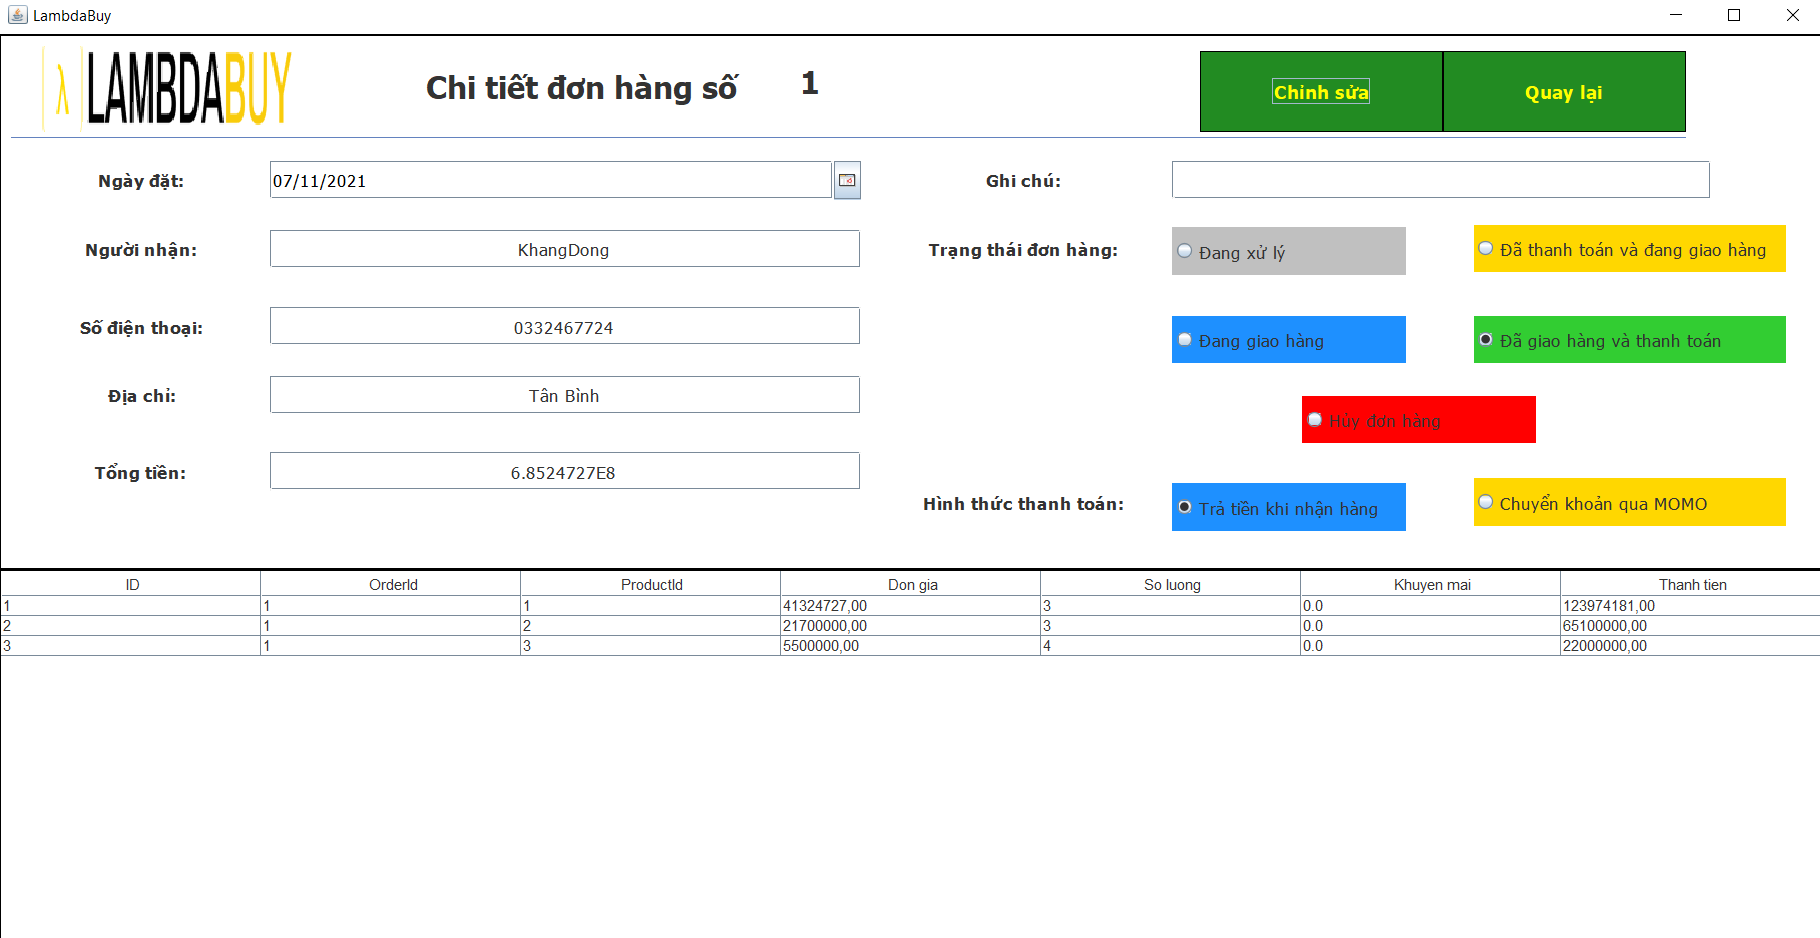 LambdaBuy
λ LAMBDABUY
Chi tiết đơn hàng số 1
Chỉnh sửa
Quay lại
Ngày đặt: 07/11/2021
Người nhận: KhangDong
Số điện thoại: 0332467724
Địa chỉ: Tân Bình
Tổng tiền: 6.8524727E8
Ghi chú:
Trạng thái đơn hàng:
Đang xử lý
Đã thanh toán và đang giao hàng
Đang giao hàng
Đã giao hàng và thanh toán
Hủy đơn hàng
Hình thức thanh toán:
Trả tiền khi nhận hàng
Chuyển khoản qua MOMO
ID OrderId ProductId Don gia So luong Khuyen mai Thanh tien
1 1 1 41324727,00 3 0.0 123974181,00
2 1 2 21700000,00 3 0.0 65100000,00
3 1 3 5500000,00 4 0.0 22000000,00